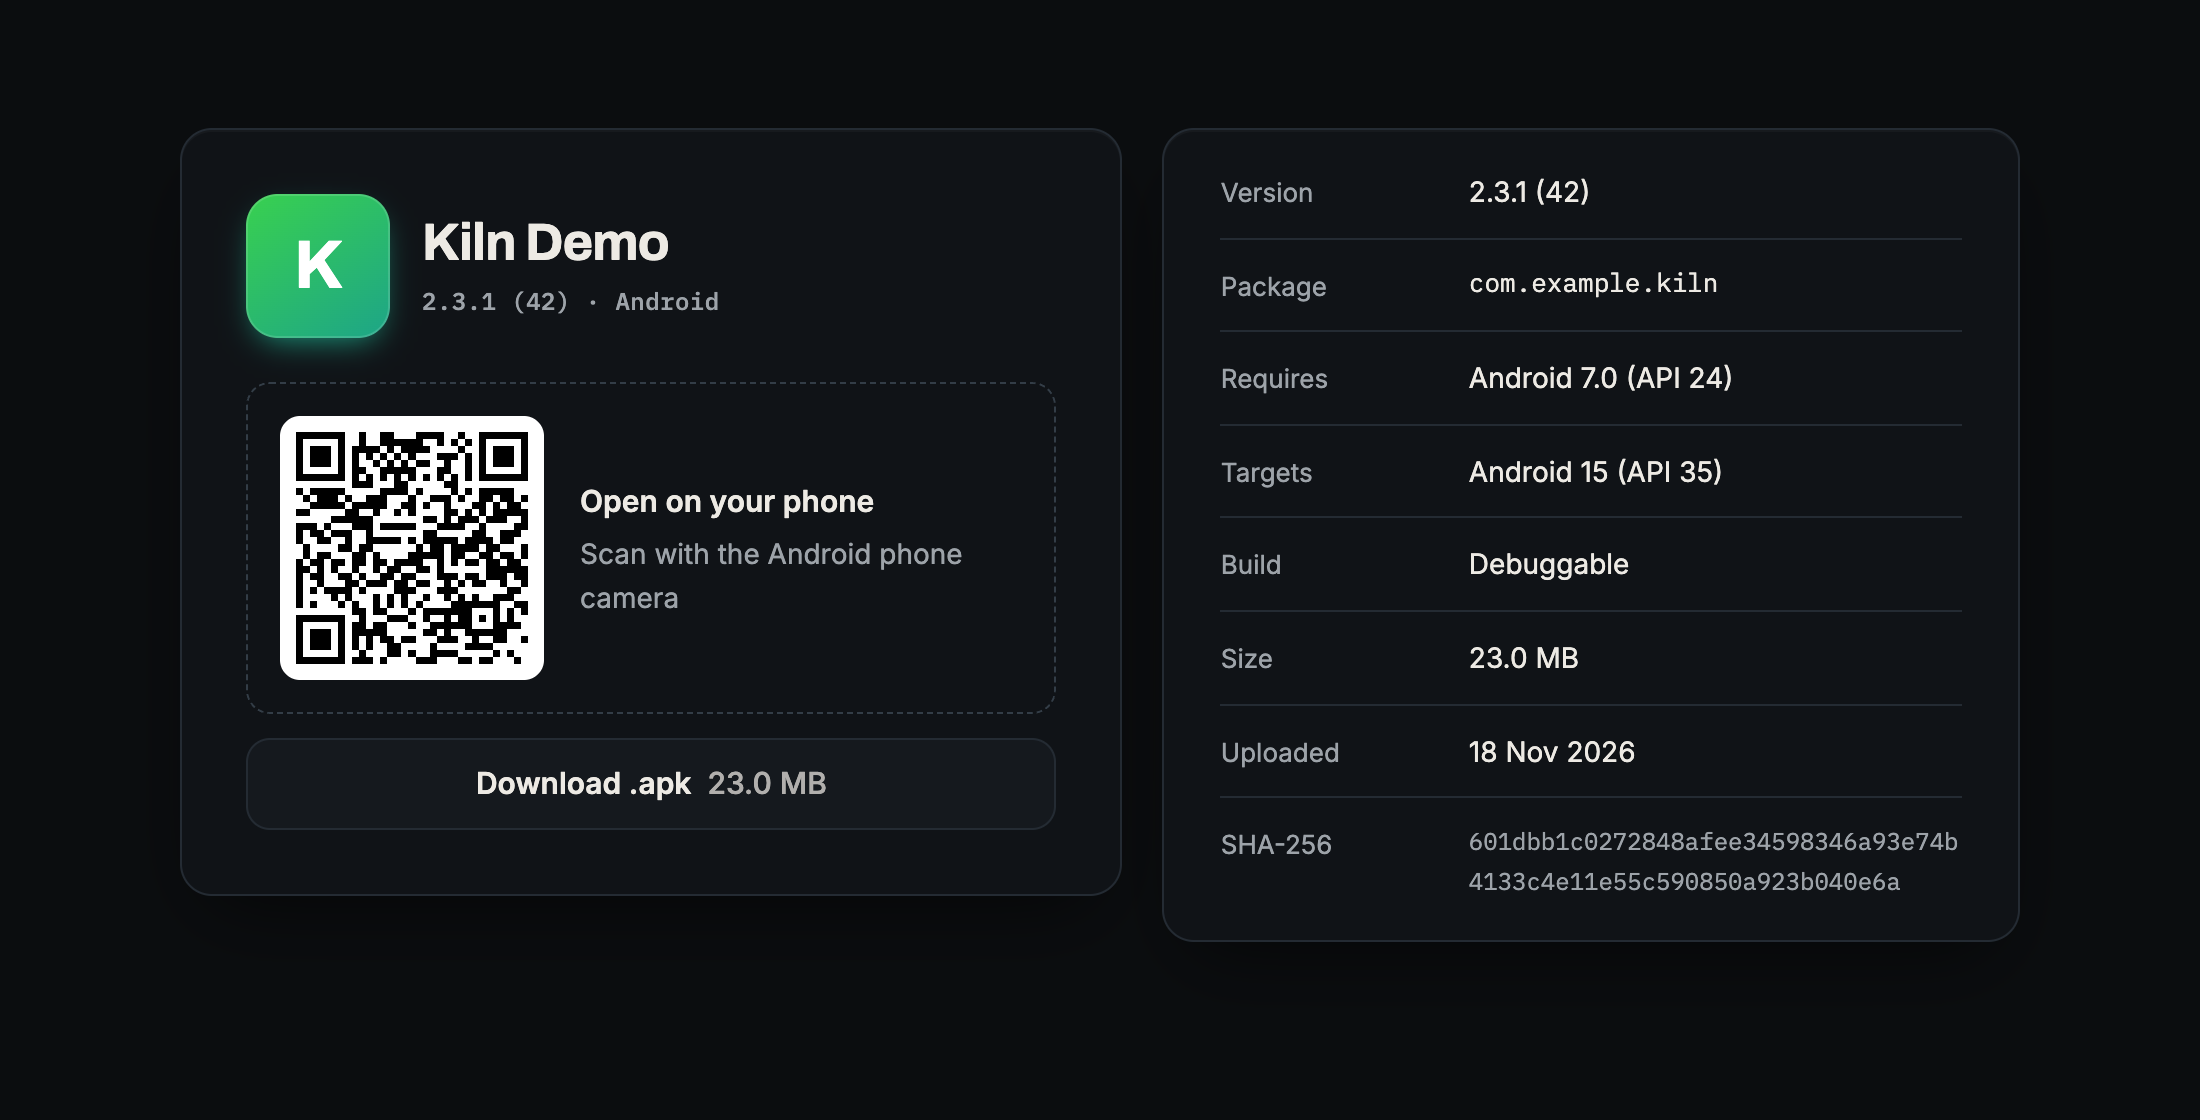 K
Kiln Demo
2.3.1 (42) · Android
Open on your phone
Scan with the Android phone
camera
Download .apk 23.0 MB
Version 2.3.1 (42)
Package com.example.kiln
Requires Android 7.0 (API 24)
Targets Android 15 (API 35)
Build Debuggable
Size 23.0 MB
Uploaded 18 Nov 2026
SHA-256 601dbb1c0272848afee34598346a93e74b
4133c4e11e55c590850a923b040e6a